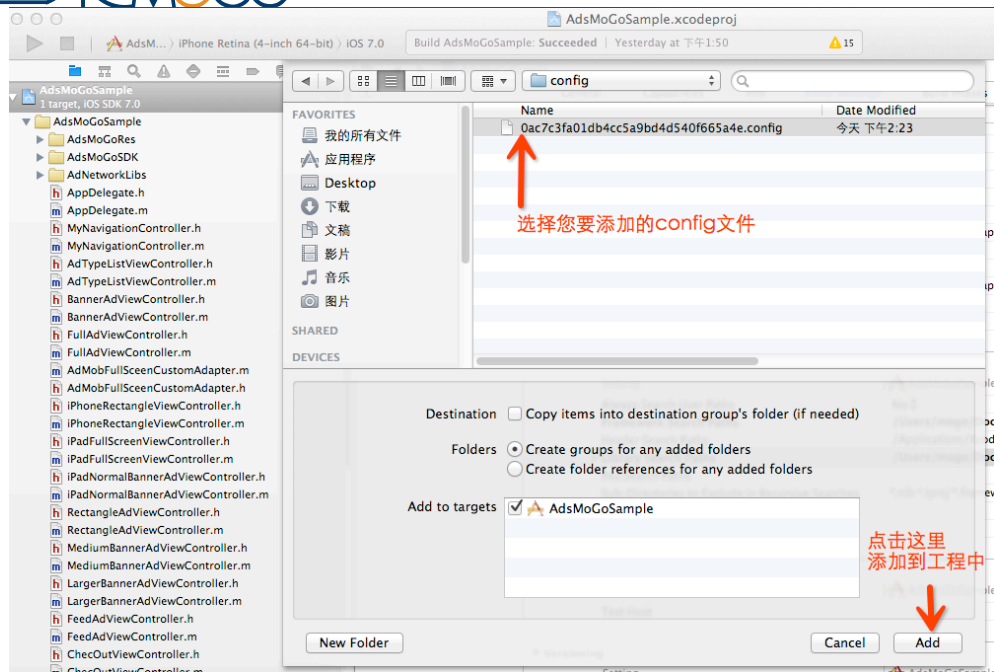 AdsMoGoSample.xcodeproj
AdsM... iPhone Retina (4-inch 64-bit) iOS 7.0
Build AdsMoGoSample: Succeeded | Yesterday at 下午1:50
15
AdsMoGoSample
1 target, iOS SDK 7.0
AdsMoGoSample
AdsMoGoRes
AdsMoGoSDK
AdNetworkLibs
h AppDelegate.h
m AppDelegate.m
h MyNavigationController.h
m MyNavigationController.m
h AdTypeListViewController.h
m AdTypeListViewController.m
h BannerAdViewController.h
m BannerAdViewController.m
h FullAdViewController.h
m FullAdViewController.m
m AdMobFullSceenCustomAdapter.m
h AdMobFullSceenCustomAdapter.h
h iPhoneRectangleViewController.h
m iPhoneRectangleViewController.m
h iPadFullScreenViewController.h
m iPadFullScreenViewController.m
h iPadNormalBannerAdViewController.h
m iPadNormalBannerAdViewController.m
h RectangleAdViewController.h
m RectangleAdViewController.m
h MediumBannerAdViewController.h
m MediumBannerAdViewController.m
h LargerBannerAdViewController.h
m LargerBannerAdViewController.m
h FeedAdViewController.h
m FeedAdViewController.m
h ChecOutViewController.h
m ChecOutViewController.m
config
FAVORITES
我的所有文件
应用程序
Desktop
下载
文稿
影片
音乐
图片
SHARED
DEVICES
Name Date Modified
0ac7c3fa01db4cc5a9bd4d540f665a4e.config 今天 下午2:23
选择您要添加的config文件
Destination Copy items into destination group's folder (if needed)
Folders Create groups for any added folders
Create folder references for any added folders
Add to targets AdsMoGoSample
点击这里
添加到工程中
New Folder Cancel Add
Setting